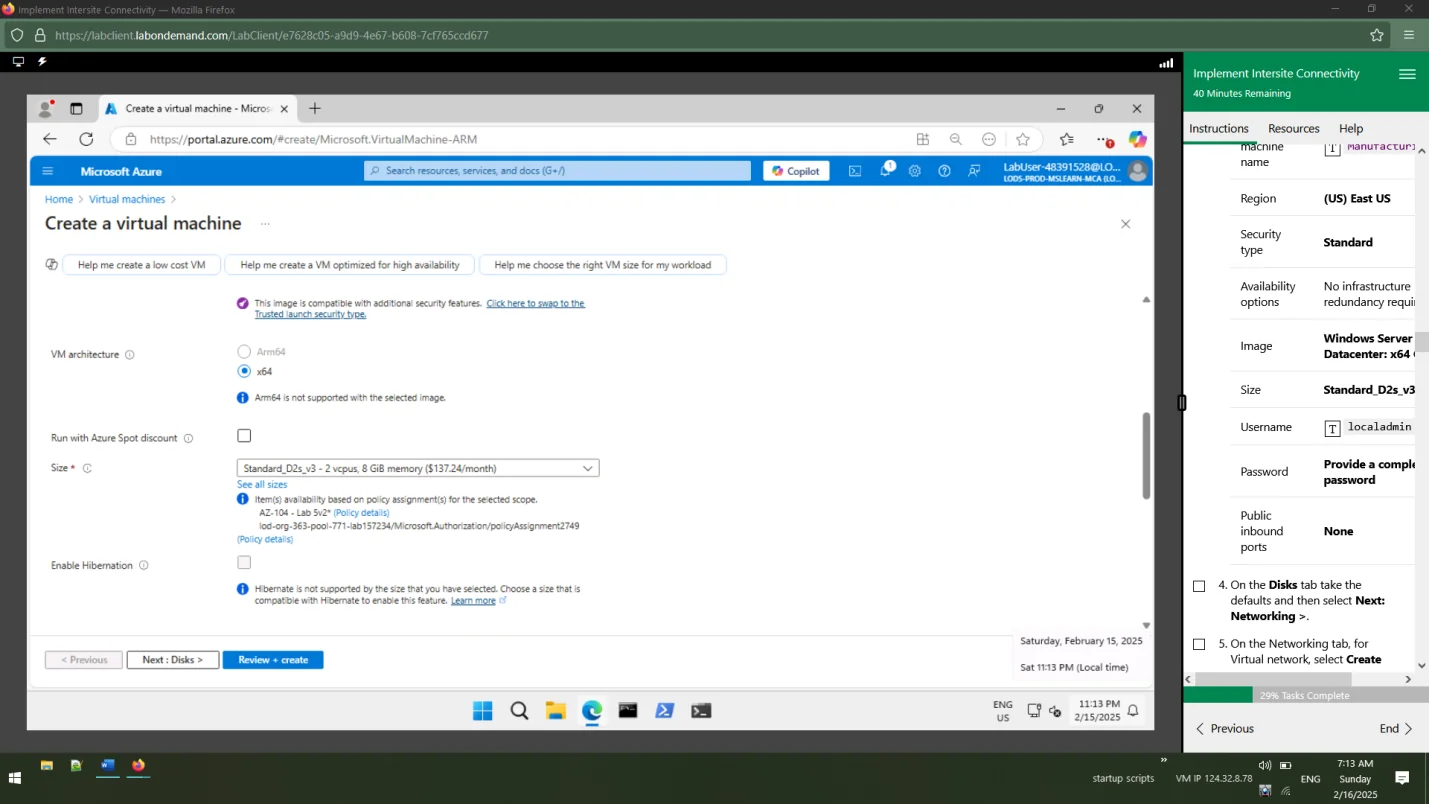 Implement Intersite Connectivity — Mozilla Firefox
https://labclient.labondemand.com/LabClient/e7628c05-a9d9-4e67-b608-7cf765ccd677
Create a virtual machine - Micros
https://portal.azure.com/#create/Microsoft.VirtualMachine-ARM
Microsoft Azure
Search resources, services, and docs (G+/)
Copilot
1
LabUser-48391528@LO...
LODS-PROD-MSLEARN-MCA (LO...
Home > Virtual machines >
Create a virtual machine ...
Help me create a low cost VM
Help me create a VM optimized for high availability
Help me choose the right VM size for my workload
This image is compatible with additional security features. Click here to swap to the
Trusted launch security type.
VM architecture
Arm64
x64
Arm64 is not supported with the selected image.
Run with Azure Spot discount
Size *
Standard_D2s_v3 - 2 vcpus, 8 GiB memory ($137.24/month)
See all sizes
Item(s) availability based on policy assignment(s) for the selected scope.
AZ-104 - Lab 5v2* (Policy details)
lod-org-363-pool-771-lab157234/Microsoft.Authorization/policyAssignment2749
(Policy details)
Enable Hibernation
Hibernate is not supported by the size that you have selected. Choose a size that is
compatible with Hibernate to enable this feature. Learn more
< Previous
Next : Disks >
Review + create
Saturday, February 15, 2025
Sat 11:13 PM (Local time)
ENG
US
11:13 PM
2/15/2025
Implement Intersite Connectivity
40 Minutes Remaining
Instructions
Resources
Help
machine
name
T Manufacturi
Region
(US) East US
Security
type
Standard
Availability
options
No infrastructure
redundancy requi
Image
Windows Server
Datacenter: x64
Size
Standard_D2s_v3
Username
T localadmin
Password
Provide a comple
password
Public
inbound
ports
None
4. On the Disks tab take the
defaults and then select Next:
Networking >.
5. On the Networking tab, for
Virtual network, select Create
29% Tasks Complete
Previous
End
startup scripts
»
VM IP 124.32.8.78
ENG
7:13 AM
Sunday
2/16/2025